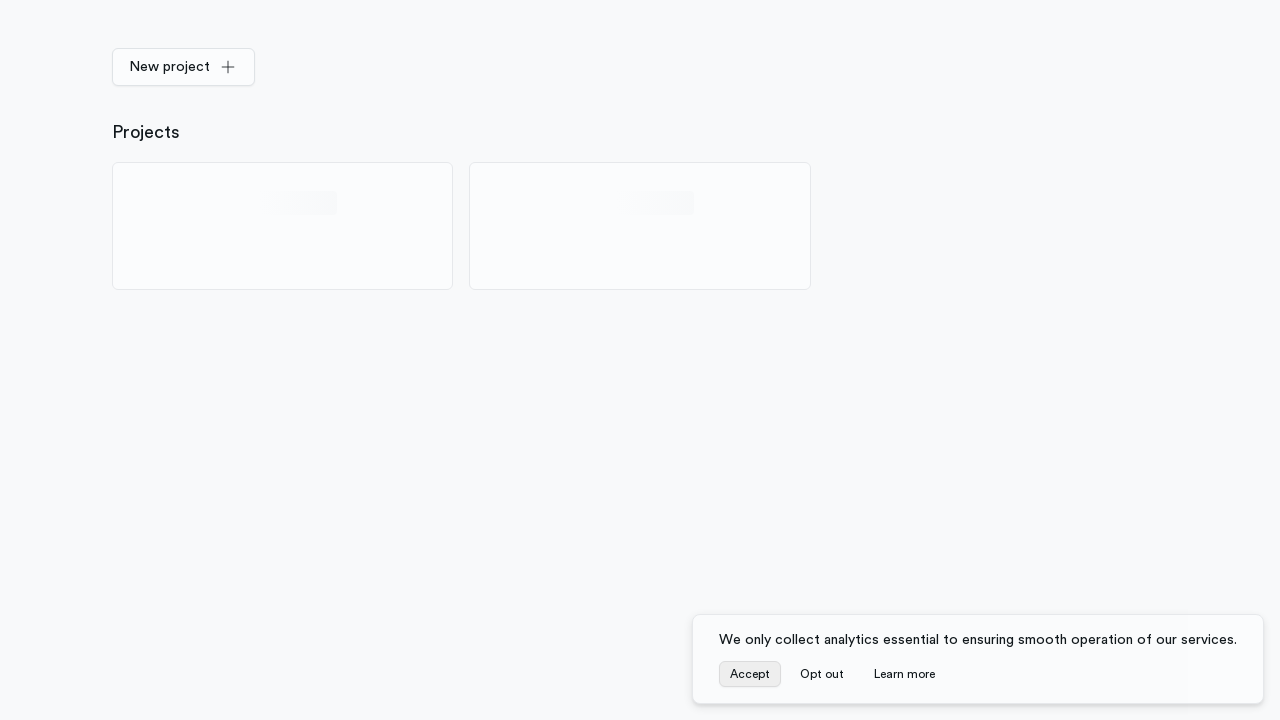 New project
Projects
We only collect analytics essential to ensuring smooth operation of our services.
Accept Opt out Learn more